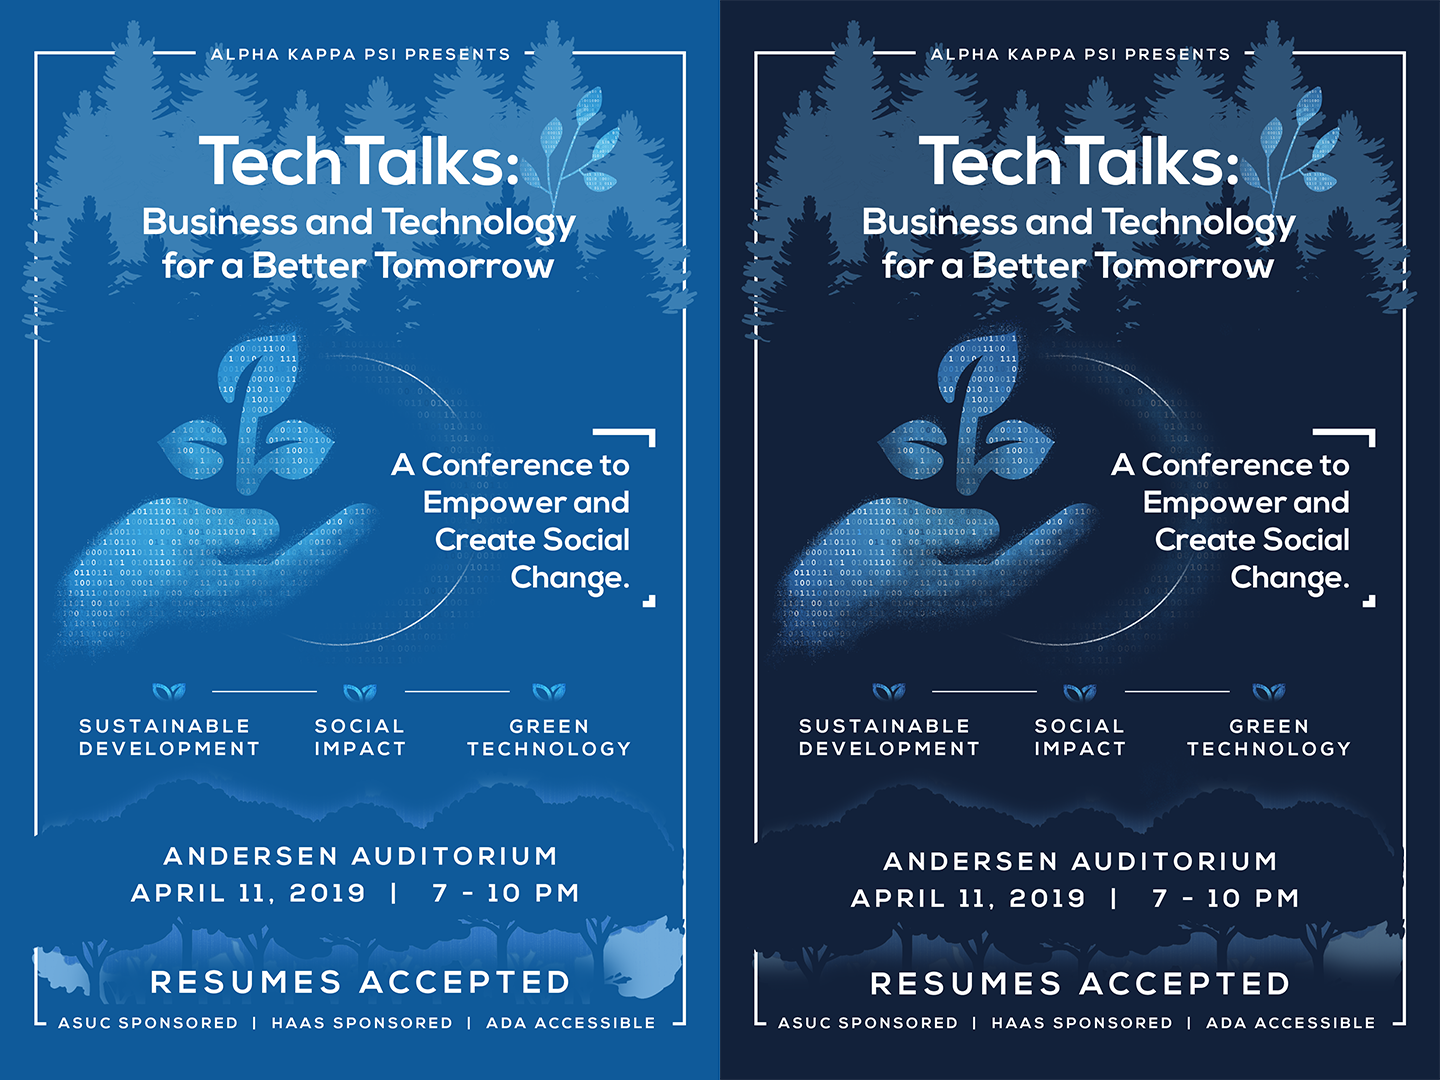 ALPHA KAPPA PSI PRESENTS
TechTalks:
Business and Technology
for a Better Tomorrow
A Conference to
Empower and
Create Social
Change.
SUSTAINABLE
DEVELOPMENT
SOCIAL
IMPACT
GREEN
TECHNOLOGY
ANDERSEN AUDITORIUM
APRIL 11, 2019 | 7 - 10 PM
RESUMES ACCEPTED
ASUC SPONSORED | HAAS SPONSORED | ADA ACCESSIBLE
ALPHA KAPPA PSI PRESENTS
TechTalks:
Business and Technology
for a Better Tomorrow
A Conference to
Empower and
Create Social
Change.
SUSTAINABLE
DEVELOPMENT
SOCIAL
IMPACT
GREEN
TECHNOLOGY
ANDERSEN AUDITORIUM
APRIL 11, 2019 | 7 - 10 PM
RESUMES ACCEPTED
ASUC SPONSORED | HAAS SPONSORED | ADA ACCESSIBLE